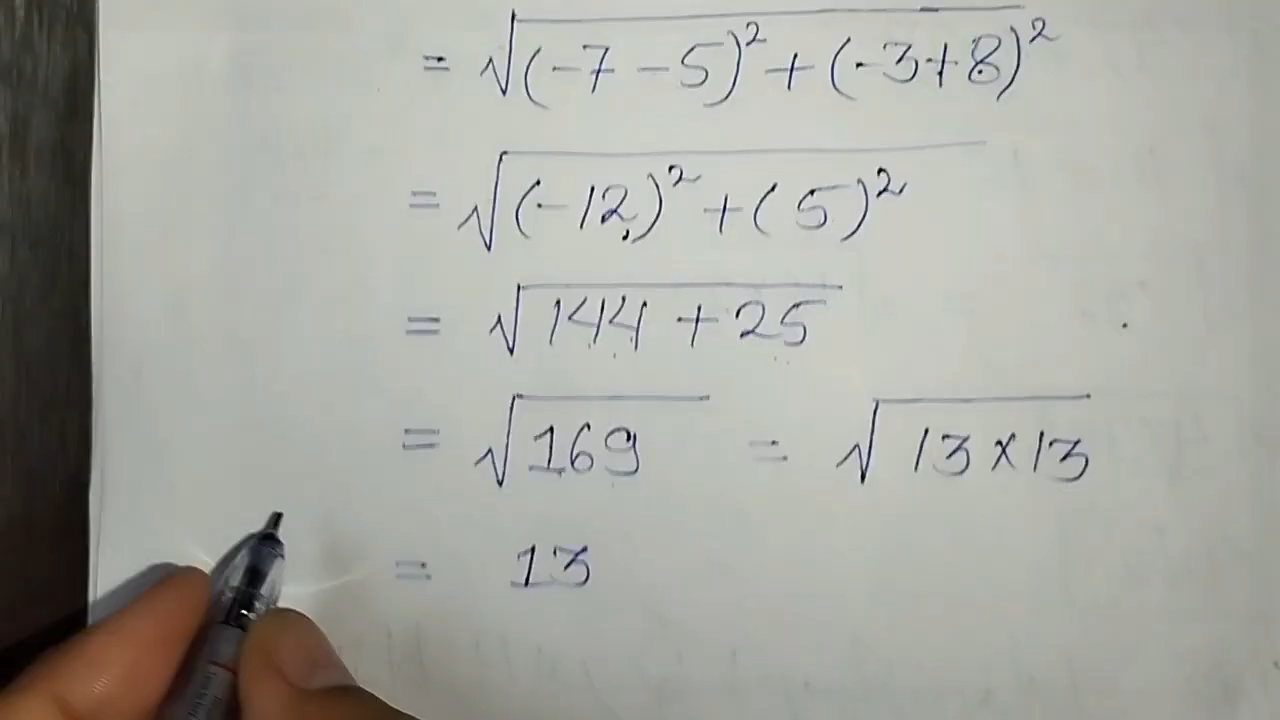 = √(-7-5)² + (-3+8)²
= √(-12)² + (5)²
= √144 + 25
= √169 = √13×13
= 13